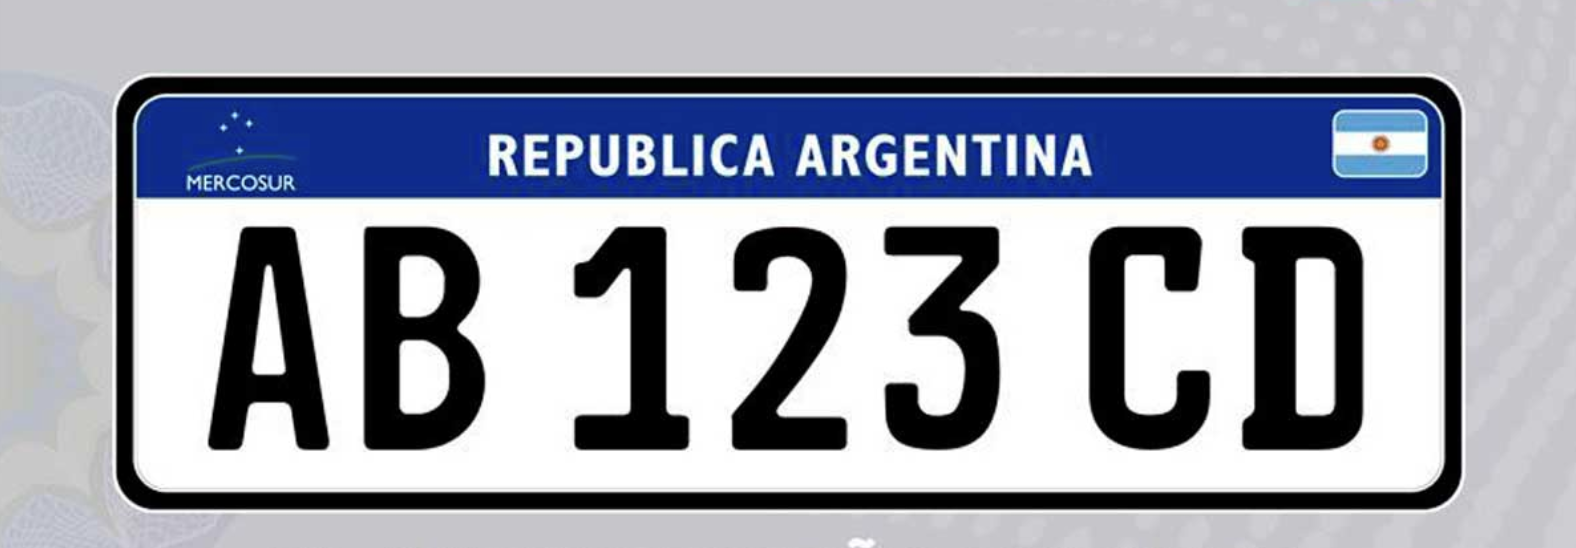 MERCOSUR
REPUBLICA ARGENTINA
AB 123 CD